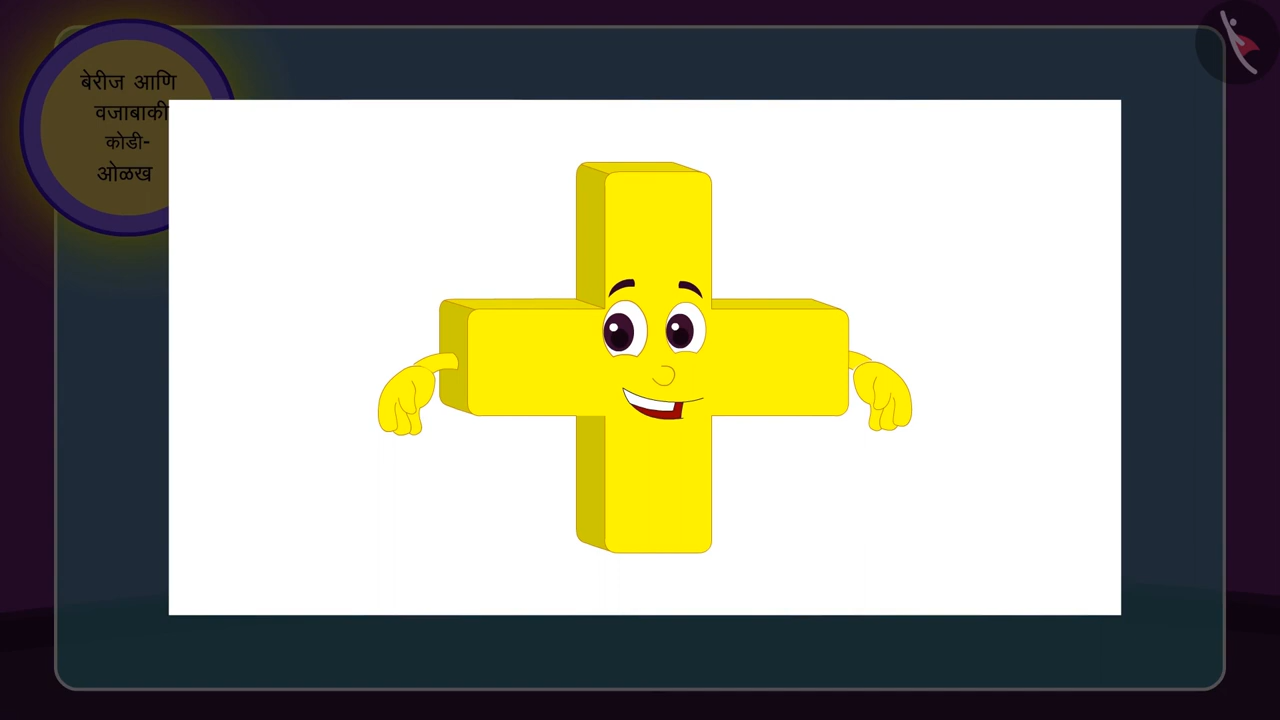 बेरीज आणि
वजाबाकी
कोडी-
ओळख